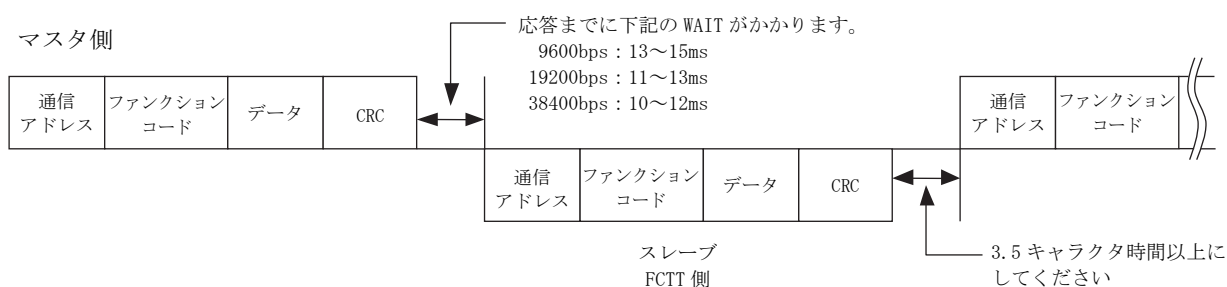 応答までに下記の WAIT がかかります。
9600bps：13～15ms
19200bps：11～13ms
38400bps：10～12ms
マスタ側
通信
アドレス
ファンクション
コード
データ
CRC
通信
アドレス
ファンクション
コード
通信
アドレス
ファンクション
コード
データ
CRC
スレーブ
FCTT 側
3.5 キャラクタ時間以上に
してください